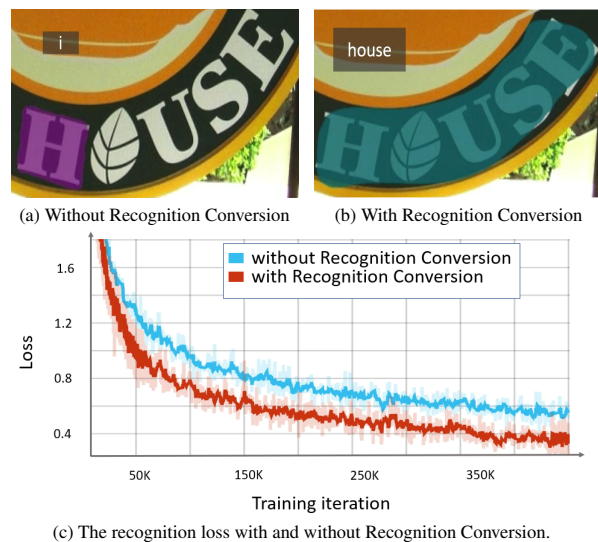 i
HOUSE
house
HOUSE
(a) Without Recognition Conversion
(b) With Recognition Conversion
without Recognition Conversion
with Recognition Conversion
1.6
1.2
0.8
0.4
Loss
50K
150K
250K
350K
Training iteration
(c) The recognition loss with and without Recognition Conversion.